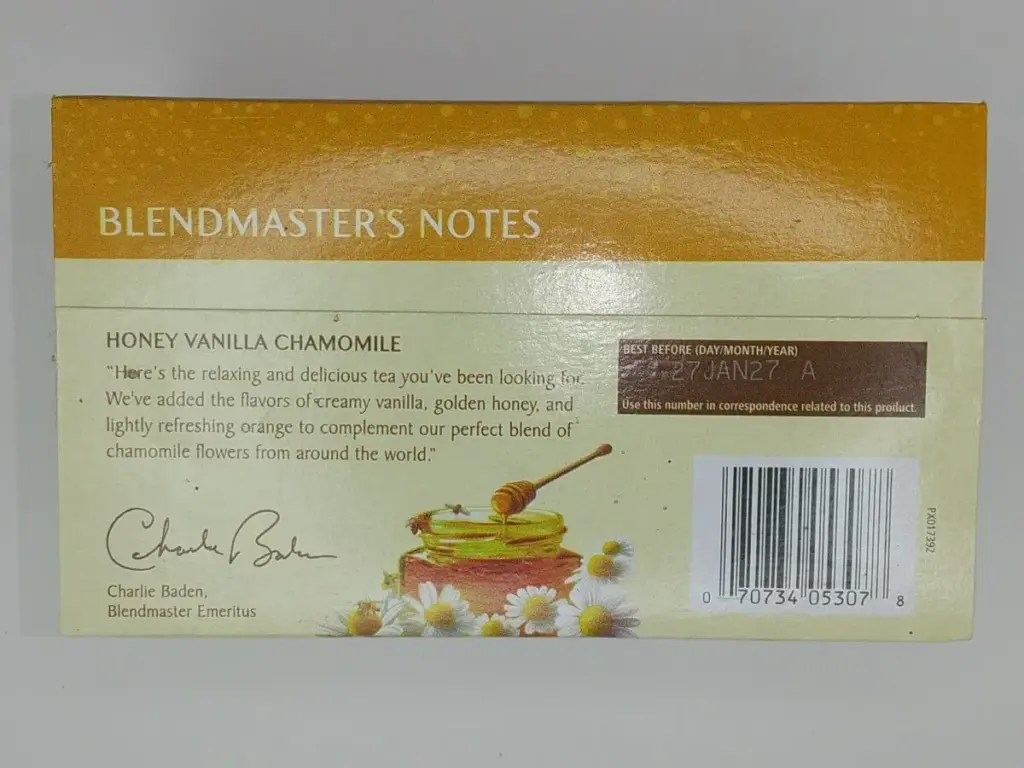 BLENDMASTER'S NOTES
HONEY VANILLA CHAMOMILE
"Here's the relaxing and delicious tea you've been looking for.
We've added the flavors of creamy vanilla, golden honey, and
lightly refreshing orange to complement our perfect blend of
chamomile flowers from around the world."
Charlie Baden
Charlie Baden,
Blendmaster Emeritus
BEST BEFORE (DAY/MONTH/YEAR)
27JAN27 A
Use this number in correspondence related to this product.
PX017392
0 70734 05307 8